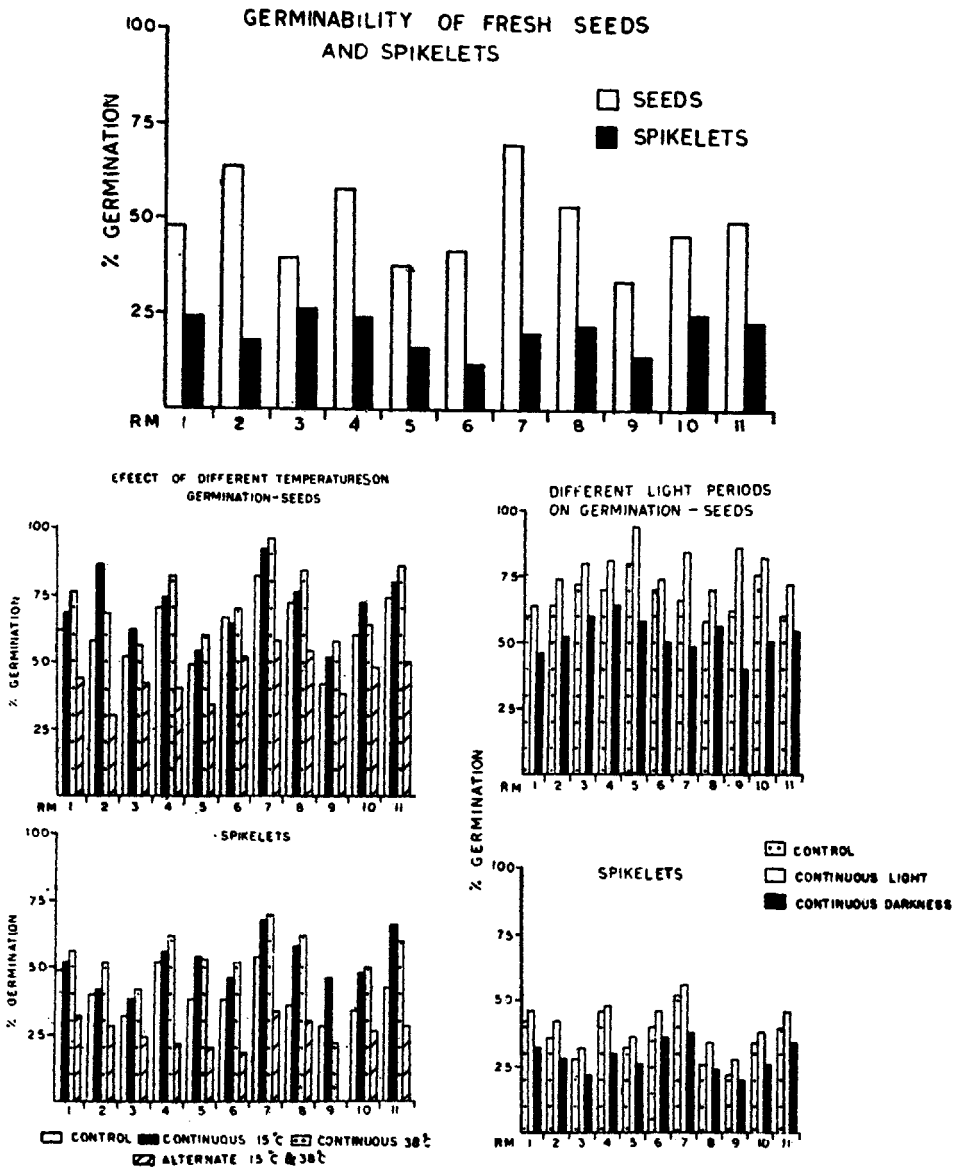 GERMINABILITY OF FRESH SEEDS
AND SPIKELETS
SEEDS
SPIKELETS
% GERMINATION
100
75
50
25
RM 1 2 3 4 5 6 7 8 9 10 11
EFEECT OF DIFFERENT TEMPERATURESON
GERMINATION-SEEDS
% GERMINATION
100
75
50
25
RM 1 2 3 4 5 6 7 8 9 10 11
SPIKELETS
% GERMINATION
100
75
50
25
1 2 3 4 5 6 7 8 9 10 11
CONTROL CONTINUOUS 15°C CONTINUOUS 38°C
ALTERNATE 15°C & 38°C
DIFFERENT LIGHT PERIODS
ON GERMINATION - SEEDS
100
75
50
25
RM 1 2 3 4 5 6 7 8 9 10 11
% GERMINATION
CONTROL
CONTINUOUS LIGHT
CONTINUOUS DARKNESS
SPIKELETS
100
75
50
25
RM 1 2 3 4 5 6 7 8 9 10 11